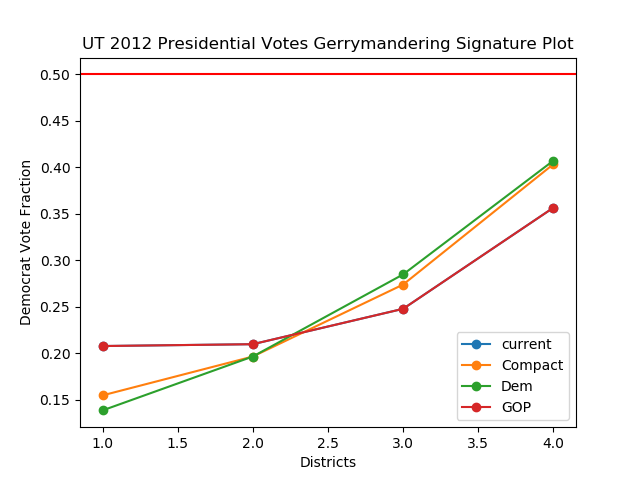 UT 2012 Presidential Votes Gerrymandering Signature Plot
Democrat Vote Fraction
0.50
0.45
0.40
0.35
0.30
0.25
0.20
0.15
current
Compact
Dem
GOP
1.0 1.5 2.0 2.5 3.0 3.5 4.0
Districts